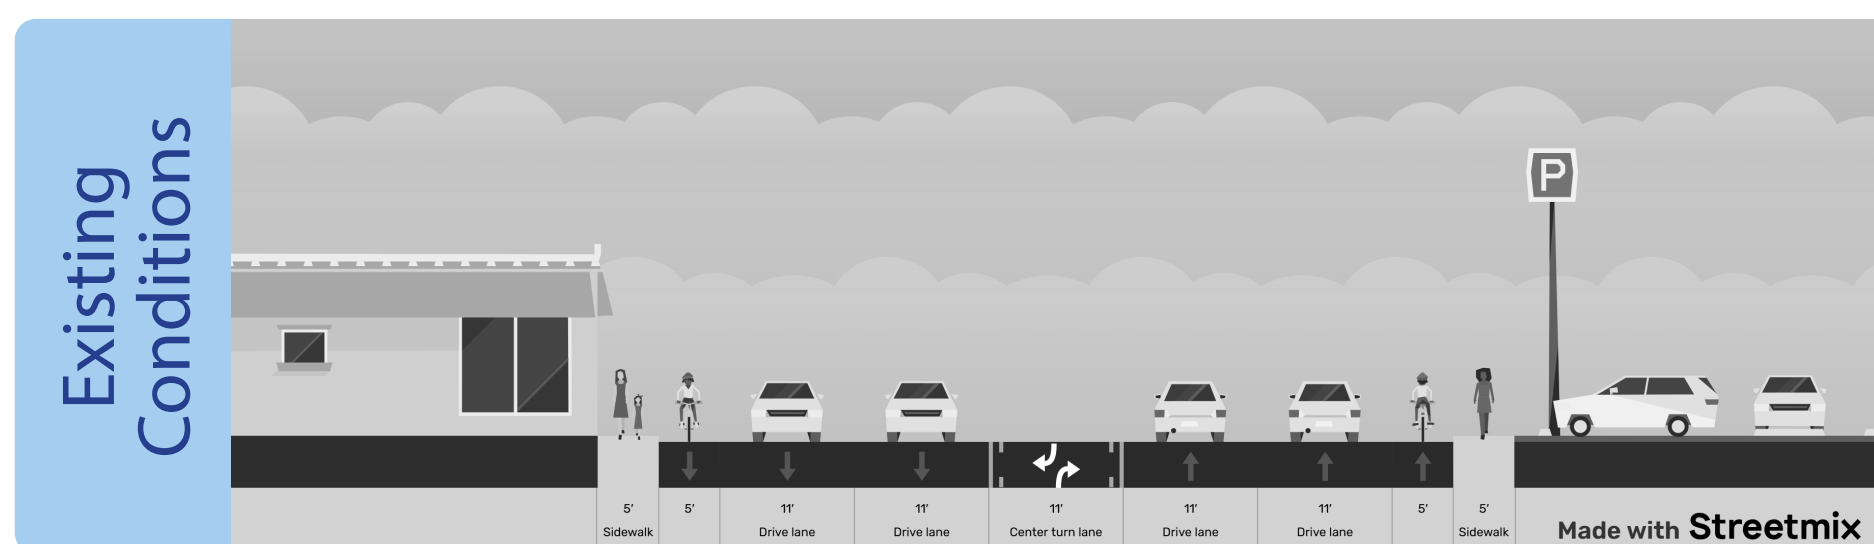 Existing
Conditions
P
5' 5' 11' 11' 11' 11' 11' 5' 5'
Sidewalk Drive lane Drive lane Center turn lane Drive lane Drive lane Sidewalk
Made with Streetmix